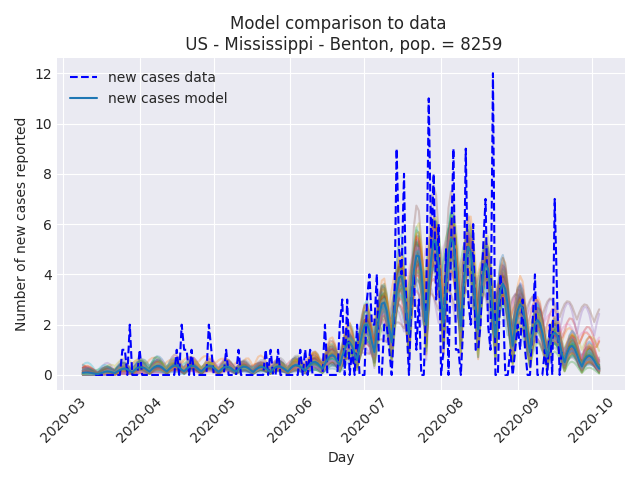 Model comparison to data
US - Mississippi - Benton, pop. = 8259
new cases data
new cases model
Number of new cases reported
12
10
8
6
4
2
0
2020-03
2020-04
2020-05
2020-06
2020-07
2020-08
2020-09
2020-10
Day